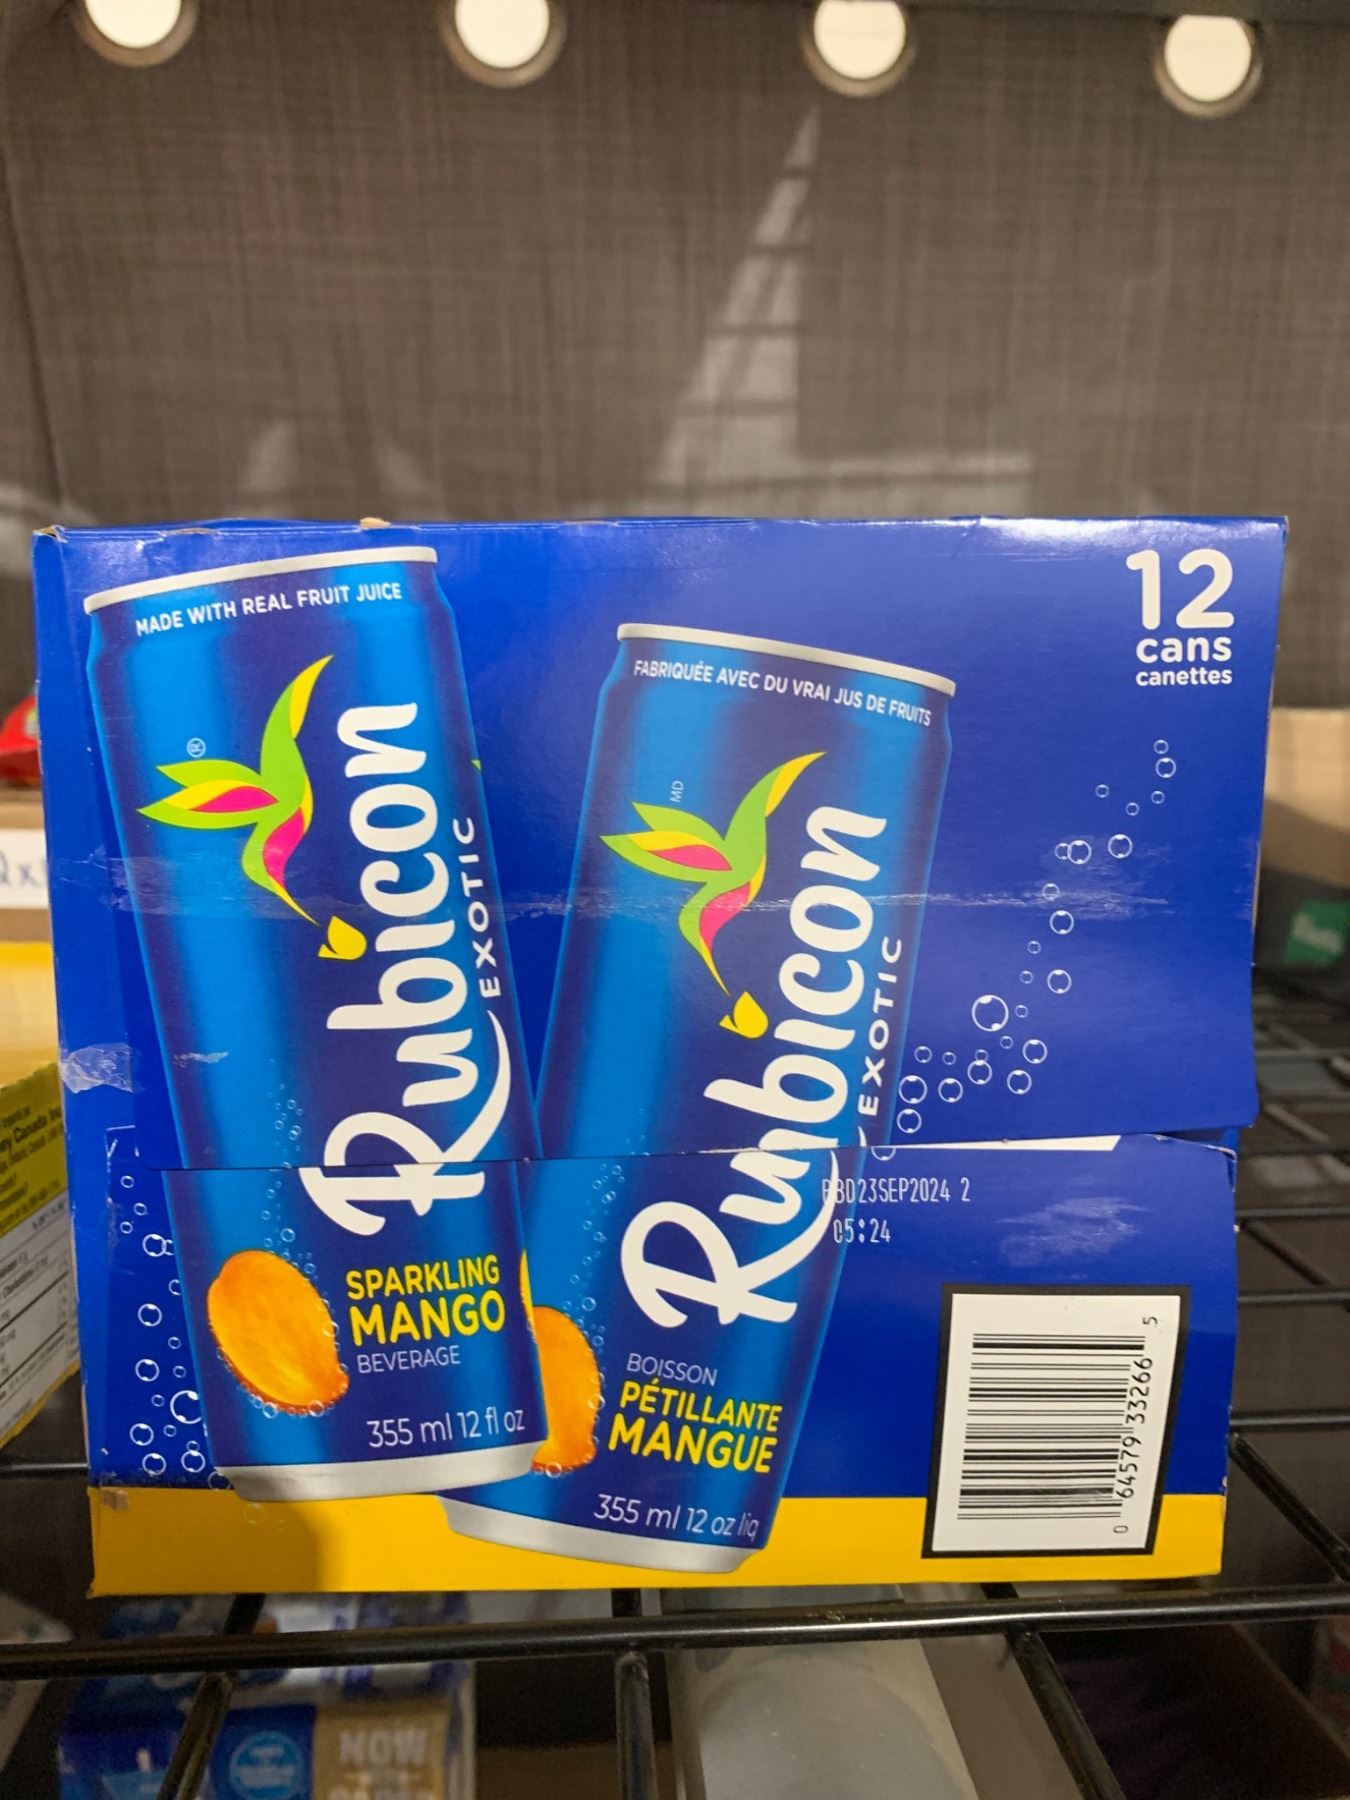 12
cans
canettes
MADE WITH REAL FRUIT JUICE
MC
Rubicon
EXOTIC
SPARKLING
MANGO
BEVERAGE
355 ml 12 fl oz
FABRIQUÉE AVEC DU VRAI JUS DE FRUITS
MD
Rubicon
EXOTIC
BOISSON
PÉTILLANTE
MANGUE
355 ml 12 oz liq
BBD23SEP2024 2
05:24
0 64579 33266 5
NOW